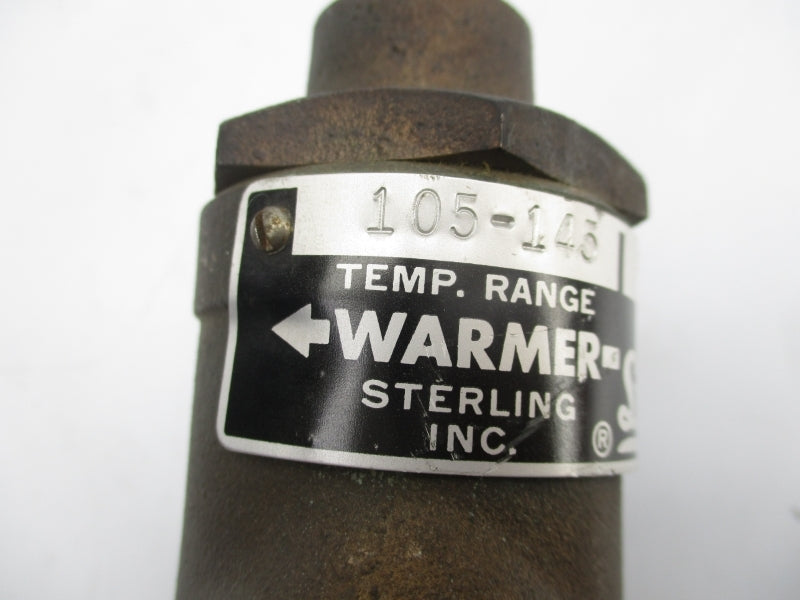 105-145
TEMP. RANGE
WARMER-
STERLING
INC. ®